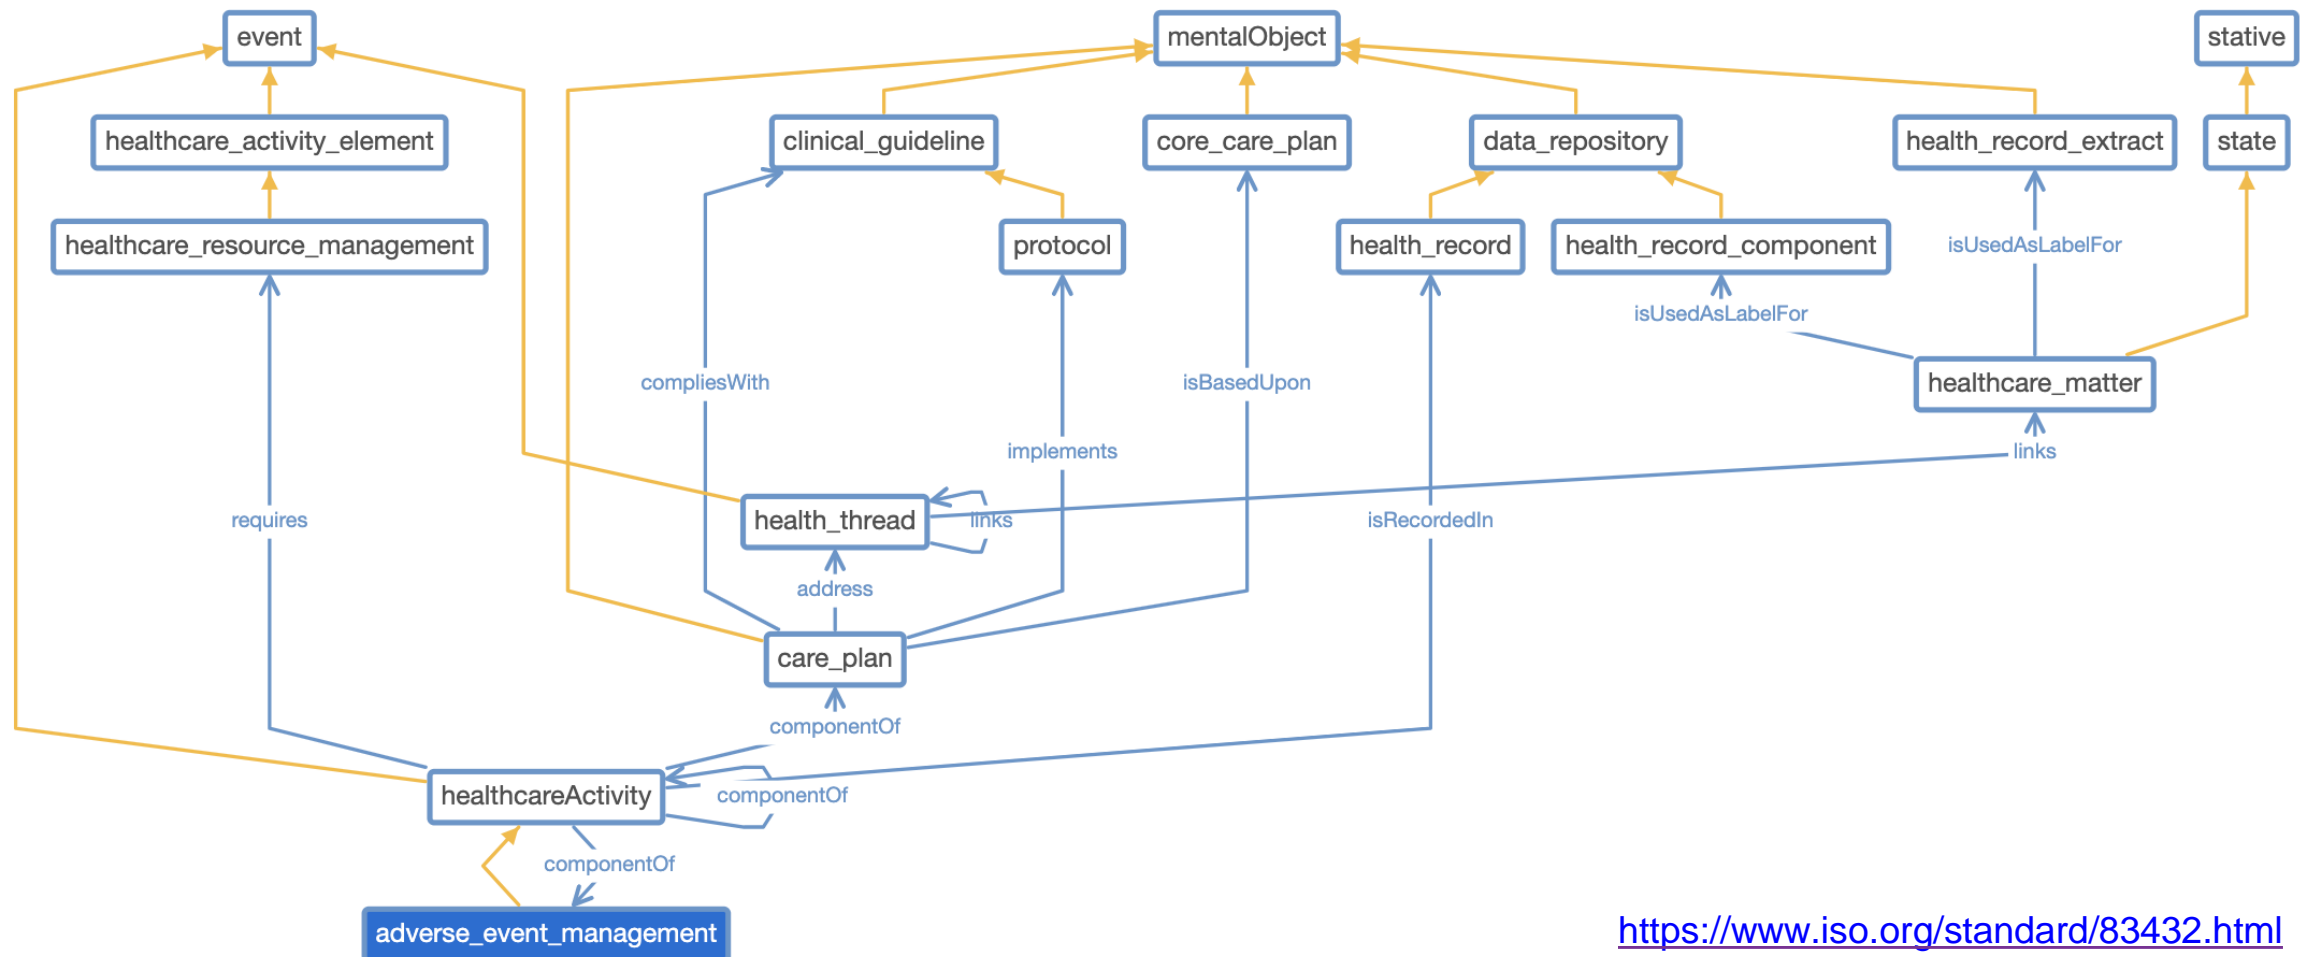 event
mentalObject
stative
healthcare_activity_element
clinical_guideline
core_care_plan
data_repository
health_record_extract
state
healthcare_resource_management
protocol
health_record
health_record_component
isUsedAsLabelFor
isUsedAsLabelFor
compliesWith
isBasedUpon
healthcare_matter
implements
links
requires
health_thread
links
isRecordedIn
address
care_plan
componentOf
healthcareActivity
componentOf
componentOf
adverse_event_management
https://www.iso.org/standard/83432.html